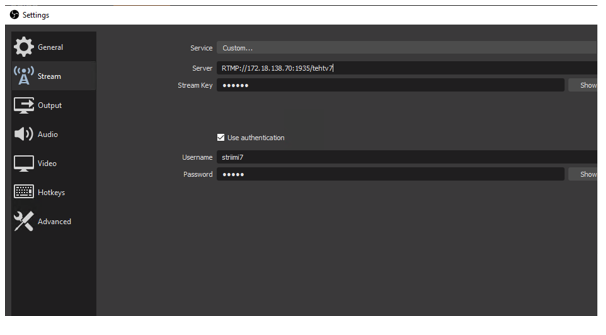 Settings
General
Service Custom...
Server RTMP://172.18.138.70:1935/tehtv7
Stream
Stream Key ●●●●●● Show
Output
Audio
Use authentication
Video
Username striimi7
Password ●●●●● Show
Hotkeys
Advanced